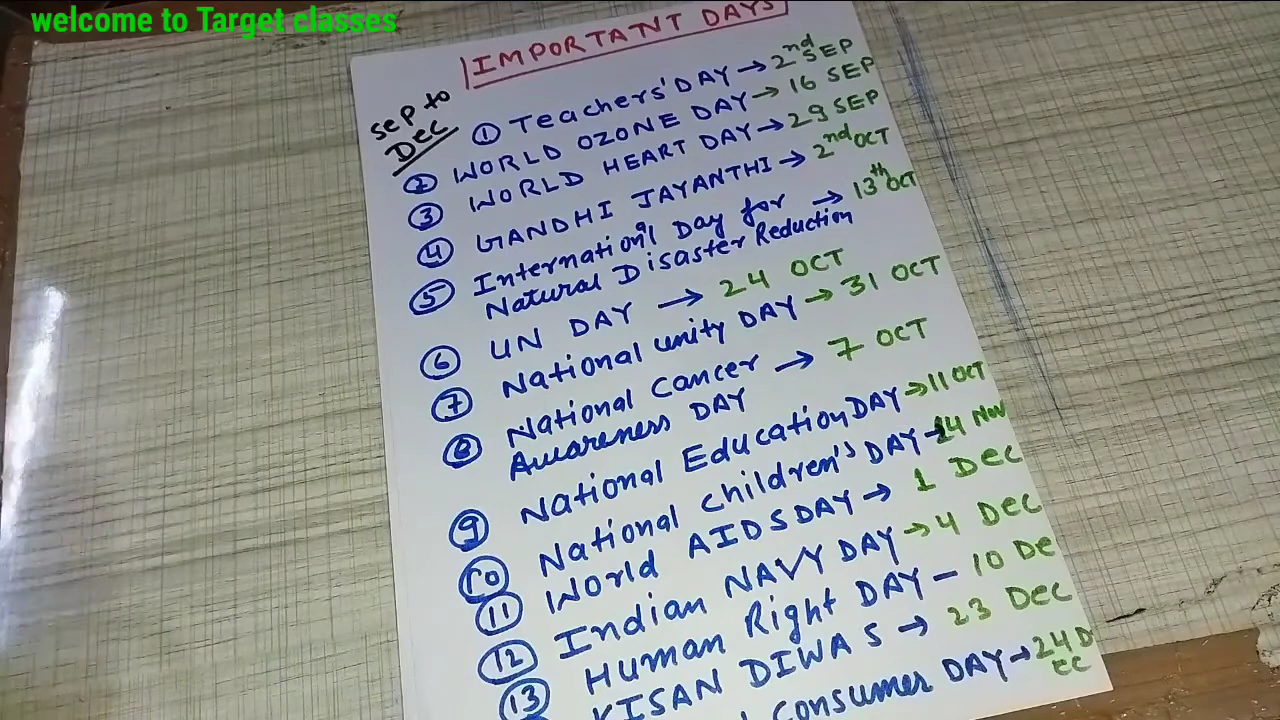 welcome to Target classes
IMPORTANT DAYS
SEP to
DEC
① Teachers' DAY → 2nd SEP
② WORLD OZONE DAY → 16 SEP
③ WORLD HEART DAY → 29 SEP
④ GANDHI JAYANTHI → 2nd OCT
⑤ International Day for → 13th OCT
Natural Disaster Reduction
⑥ UN DAY → 24 OCT
⑦ National unity DAY → 31 OCT
⑧ National Cancer → 7 OCT
Awareness DAY
⑨ National Education DAY → 11 OCT
⑩ National children's DAY - 14 Nov
⑪ World AIDS DAY → 1 Dec
⑫ Indian NAVY DAY → 4 Dec
⑬ Human Right DAY - 10 De
KISAN DIWAS → 23 Dec
Consumer DAY → 24 D
ec